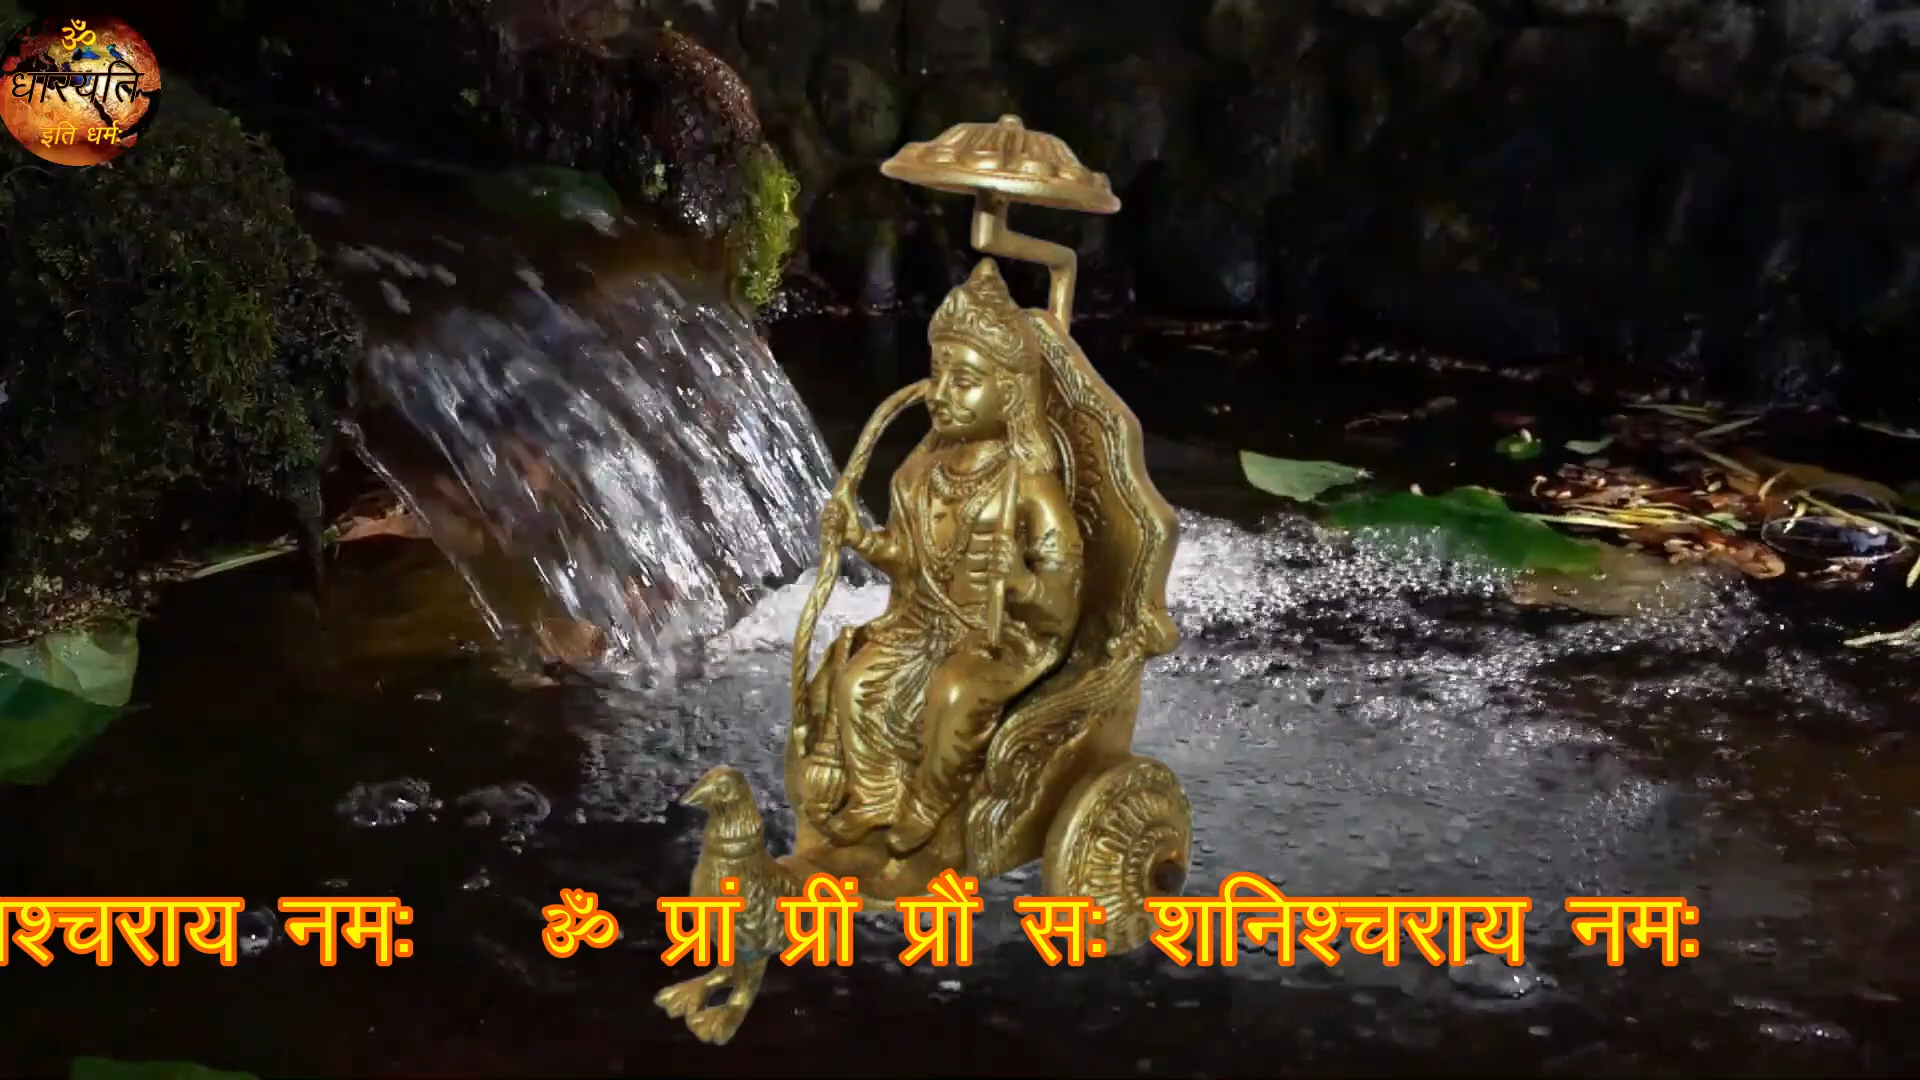 ॐ
धारयति
इति धर्मः
श्चराय नमः ॐ प्रां प्रीं प्रौं सः शनिश्चराय नमः